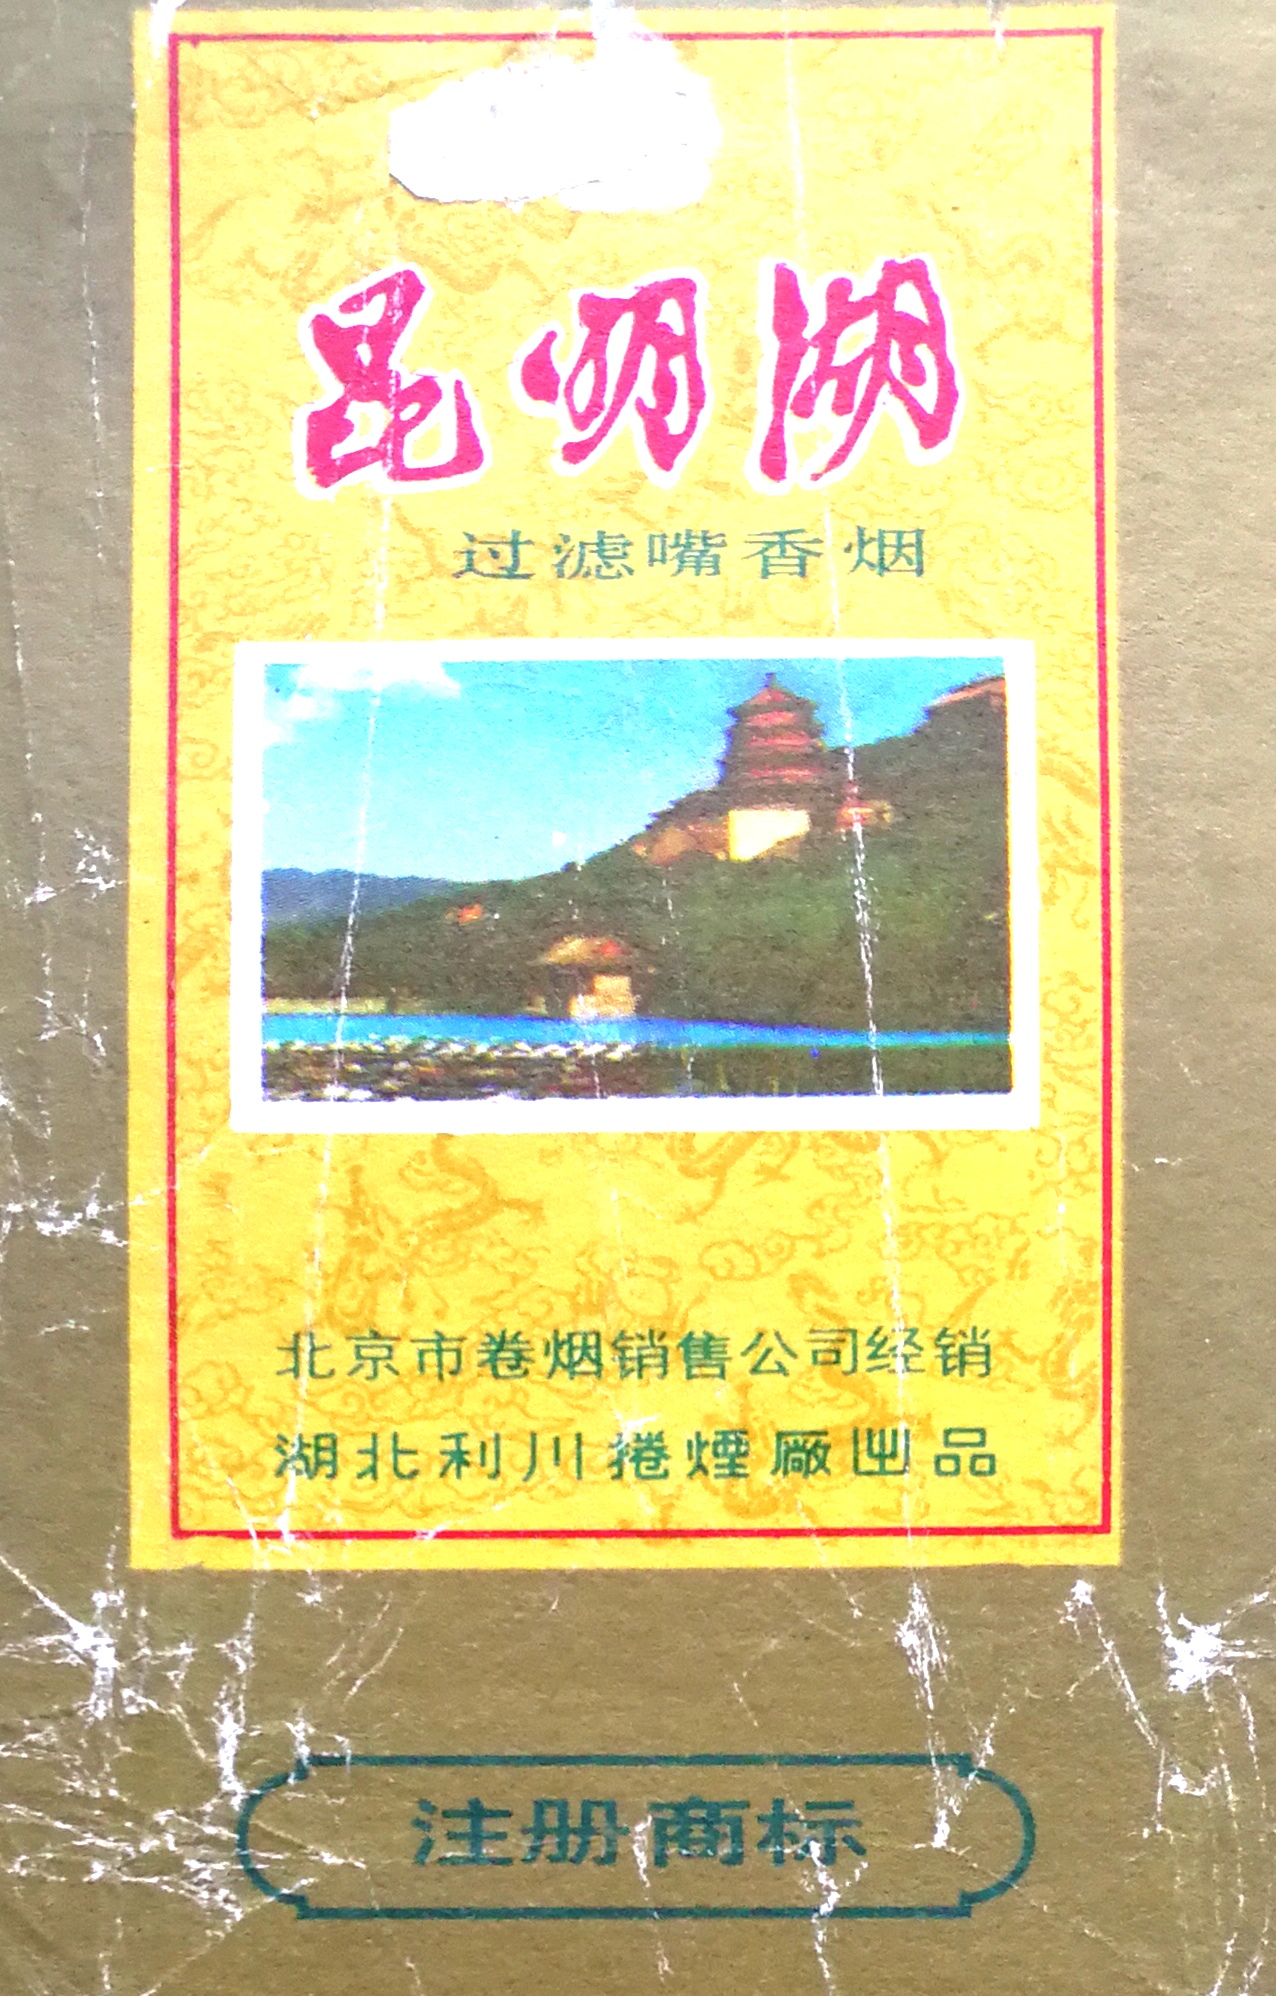 昆明湖
过滤嘴香烟
北京市卷烟销售公司经销
湖北利川捲煙廠出品
注册商标